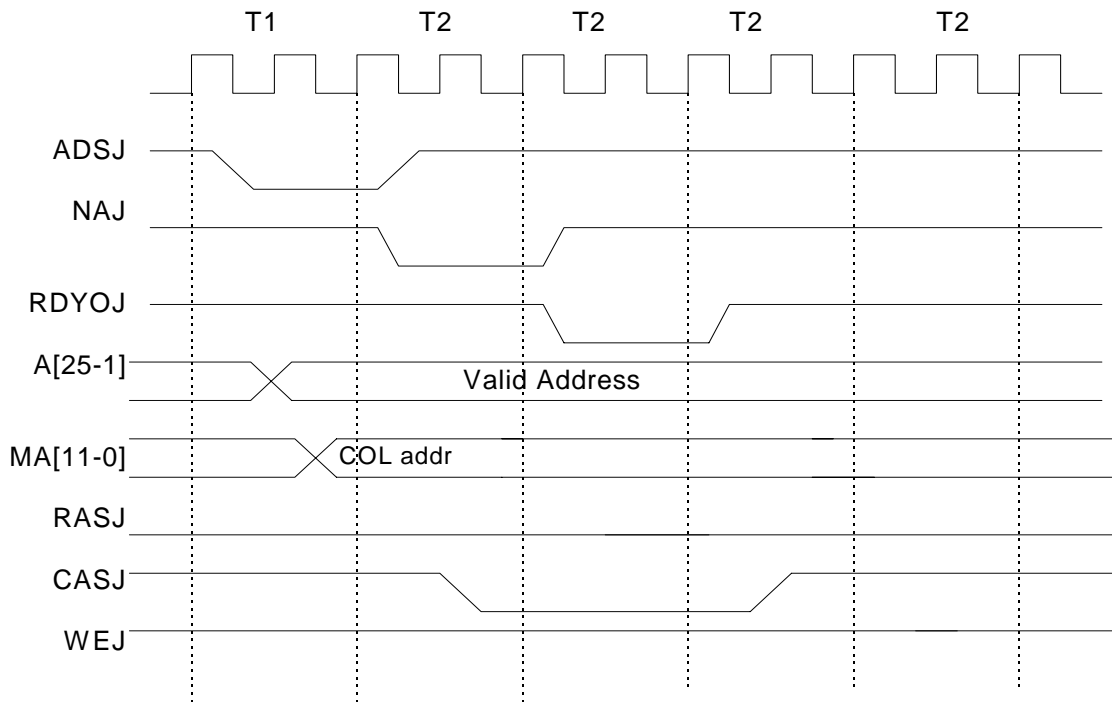 T1 T2 T2 T2 T2
ADSJ
NAJ
RDYOJ
A[25-1]
Valid Address
MA[11-0]
COL addr
RASJ
CASJ
WEJ